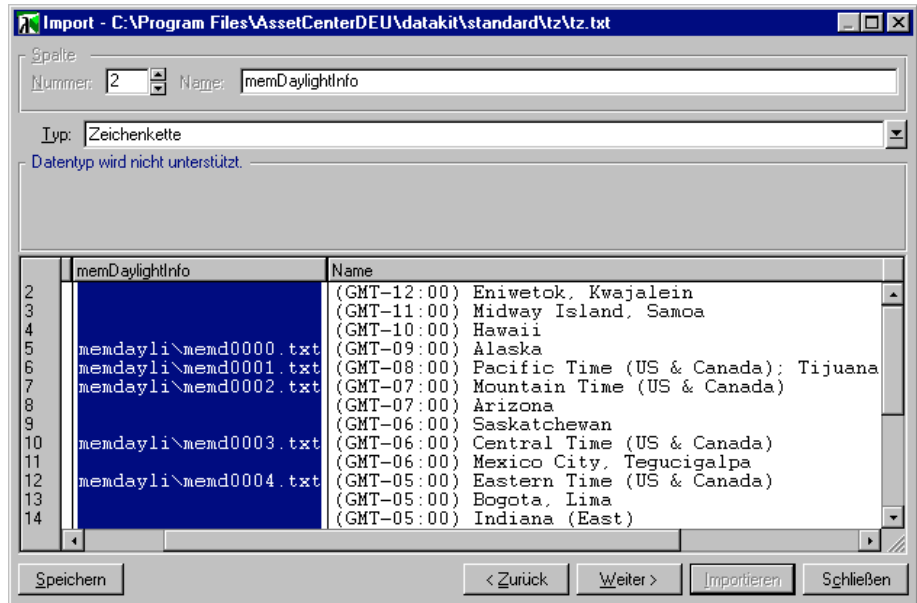 Import - C:\Program Files\AssetCenterDEU\datakit\standard\tz\tz.txt
Spalte
Nummer: 2 Name: memDaylightInfo
Typ: Zeichenkette
Datentyp wird nicht unterstützt.
memDaylightInfo Name
2 (GMT-12:00) Eniwetok, Kwajalein
3 (GMT-11:00) Midway Island, Samoa
4 (GMT-10:00) Hawaii
5 memdayli\memd0000.txt (GMT-09:00) Alaska
6 memdayli\memd0001.txt (GMT-08:00) Pacific Time (US & Canada); Tijuana
7 memdayli\memd0002.txt (GMT-07:00) Mountain Time (US & Canada)
8 (GMT-07:00) Arizona
9 (GMT-06:00) Saskatchewan
10 memdayli\memd0003.txt (GMT-06:00) Central Time (US & Canada)
11 (GMT-06:00) Mexico City, Tegucigalpa
12 memdayli\memd0004.txt (GMT-05:00) Eastern Time (US & Canada)
13 (GMT-05:00) Bogota, Lima
14 (GMT-05:00) Indiana (East)
Speichern < Zurück Weiter > Importieren Schließen